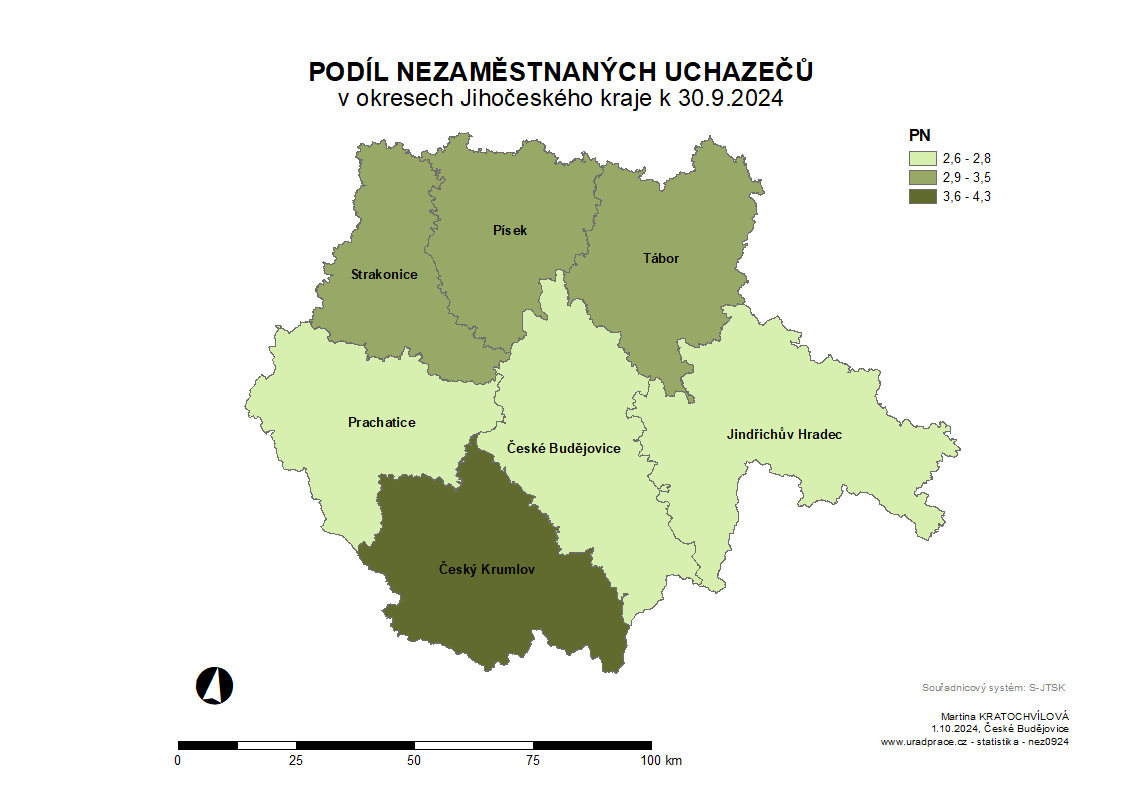 PODÍL NEZAMĚSTNANÝCH UCHAZEČŮ
v okresech Jihočeského kraje k 30.9.2024
PN
2,6 - 2,8
2,9 - 3,5
3,6 - 4,3
Písek
Tábor
Strakonice
Prachatice
Jindřichův Hradec
České Budějovice
Český Krumlov
Souřadnicový systém: S-JTSK
Martina KRATOCHVÍLOVÁ
1.10.2024, České Budějovice
www.uradprace.cz - statistika - nez0924
0 25 50 75 100 km